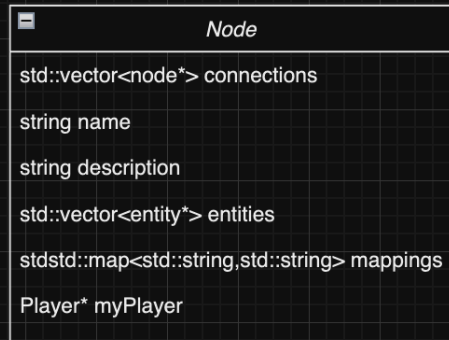 Node
std::vector<node*> connections
string name
string description
std::vector<entity*> entities
stdstd::map<std::string,std::string> mappings
Player* myPlayer